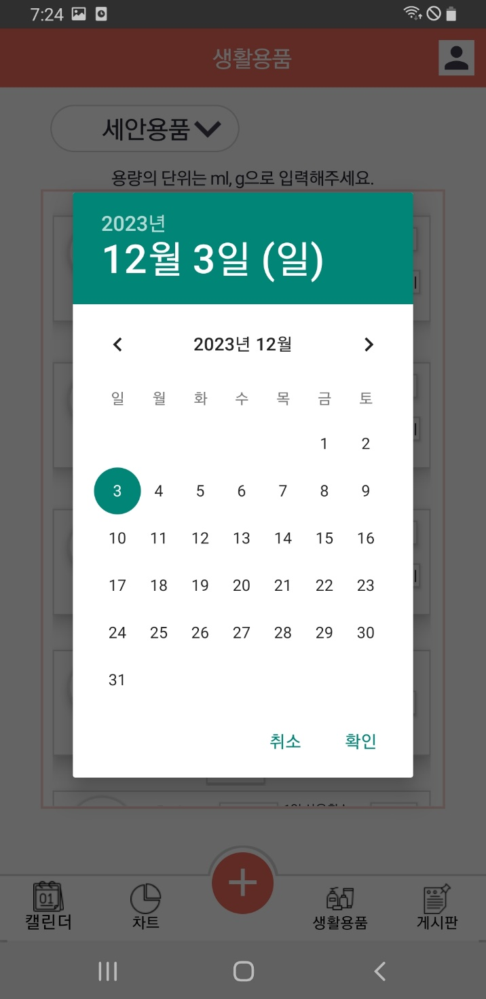 7:24
생활용품
세안용품
용량의 단위는 ml, g으로 입력해주세요.
2023년
12월 3일 (일)
2023년 12월
일 월 화 수 목 금 토
1 2
3 4 5 6 7 8 9
10 11 12 13 14 15 16
17 18 19 20 21 22 23
24 25 26 27 28 29 30
31
취소 확인
01
캘린더 차트 생활용품 게시판